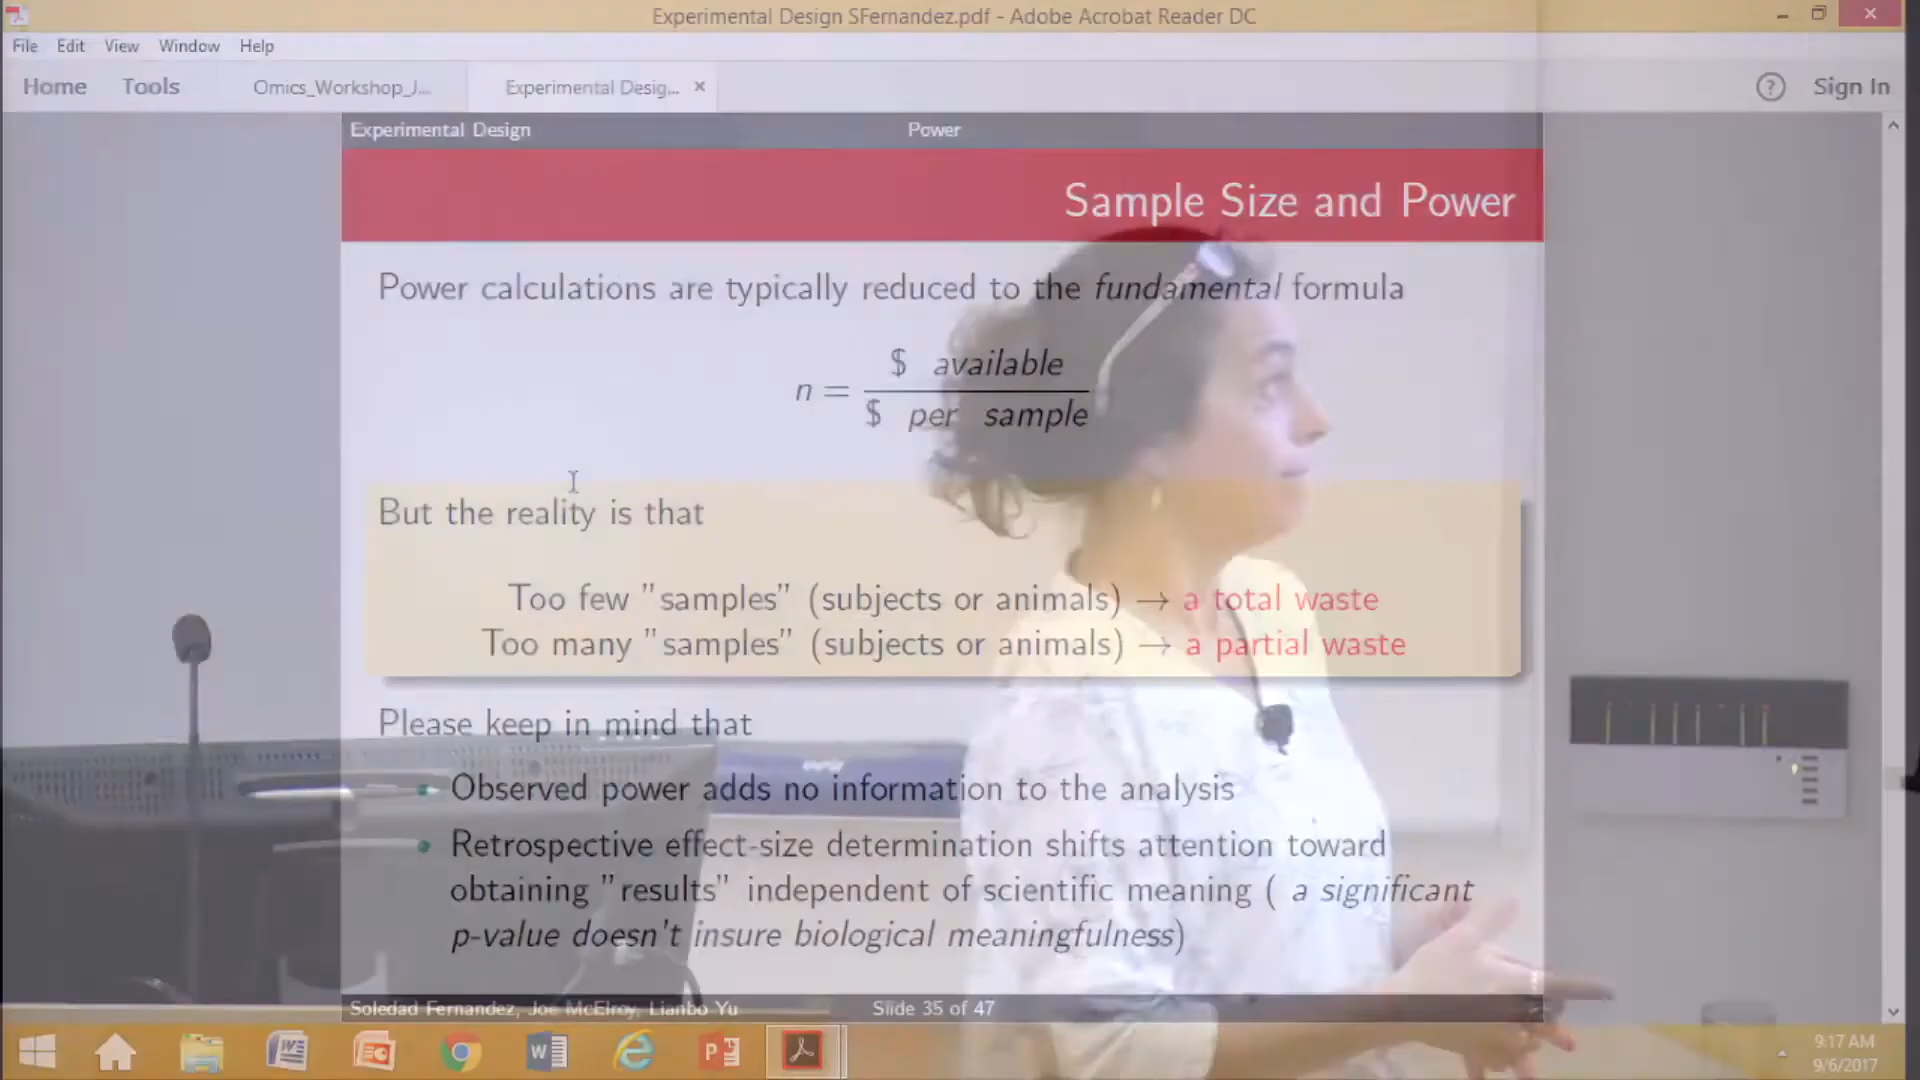 Experimental Design SFernandez.pdf - Adobe Acrobat Reader DC
File Edit View Window Help
Home Tools Omics_Workshop_J... Experimental Desig... × ? Sign In
Experimental Design Power
Sample Size and Power
Power calculations are typically reduced to the fundamental formula
n = $ available
$ per sample
But the reality is that
Too few "samples" (subjects or animals) → a total waste
Too many "samples" (subjects or animals) → a partial waste
Please keep in mind that
• Observed power adds no information to the analysis
• Retrospective effect-size determination shifts attention toward
obtaining "results" independent of scientific meaning ( a significant
p-value doesn't insure biological meaningfulness)
Soledad Fernandez, Joe McElroy, Lianbo Yu Slide 35 of 47
9:17 AM
9/6/2017